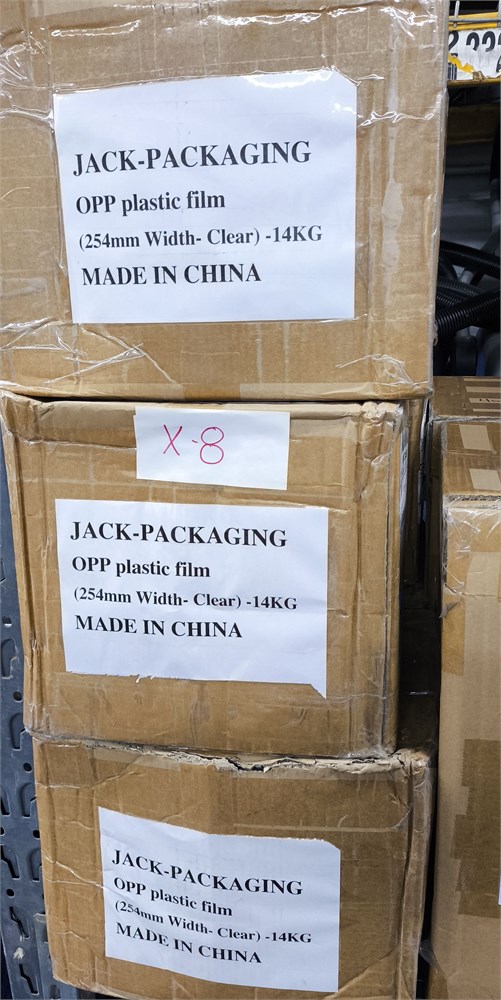 JACK-PACKAGING
OPP plastic film
(254mm Width- Clear) -14KG
MADE IN CHINA
X-8
JACK-PACKAGING
OPP plastic film
(254mm Width- Clear) -14KG
MADE IN CHINA
JACK-PACKAGING
OPP plastic film
(254mm Width- Clear) -14KG
MADE IN CHINA